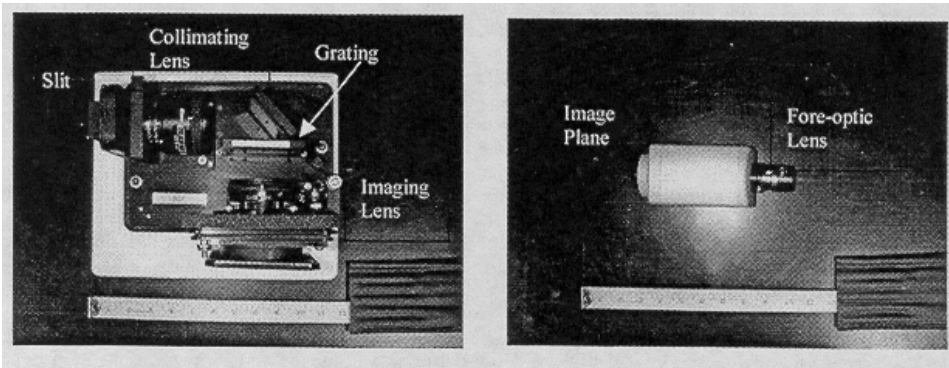 Collimating
Lens
Grating
Slit
Imaging
Lens
Image
Plane
Fore-optic
Lens